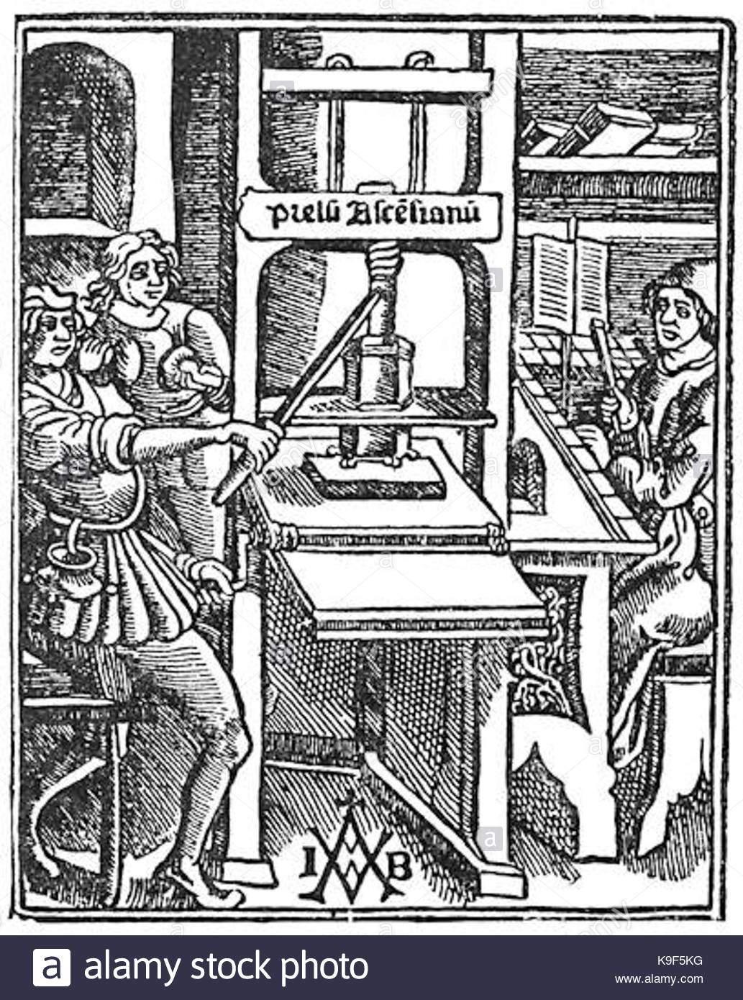 prelū Ascēsianū
I B
a alamy stock photo
K9F5KG
www.alamy.com